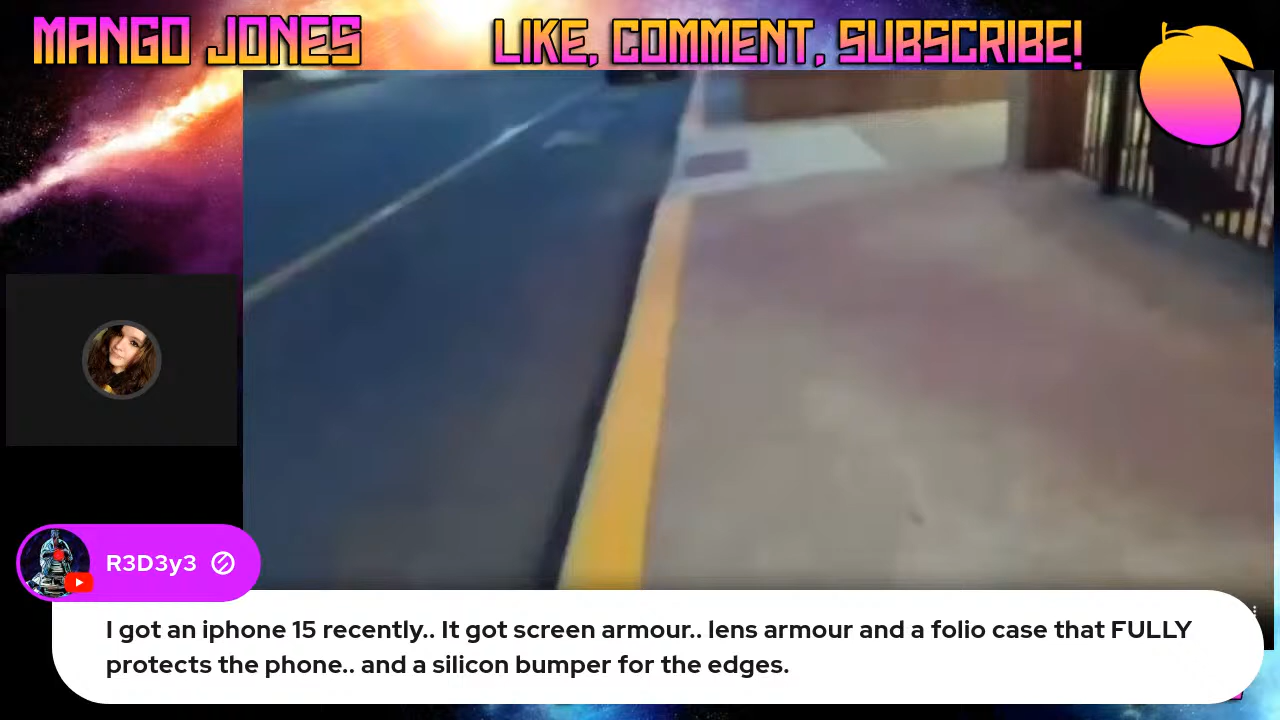 MANGO JONES
LIKE, COMMENT, SUBSCRIBE!
R3D3y3
I got an iphone 15 recently.. It got screen armour.. lens armour and a folio case that FULLY
protects the phone.. and a silicon bumper for the edges.